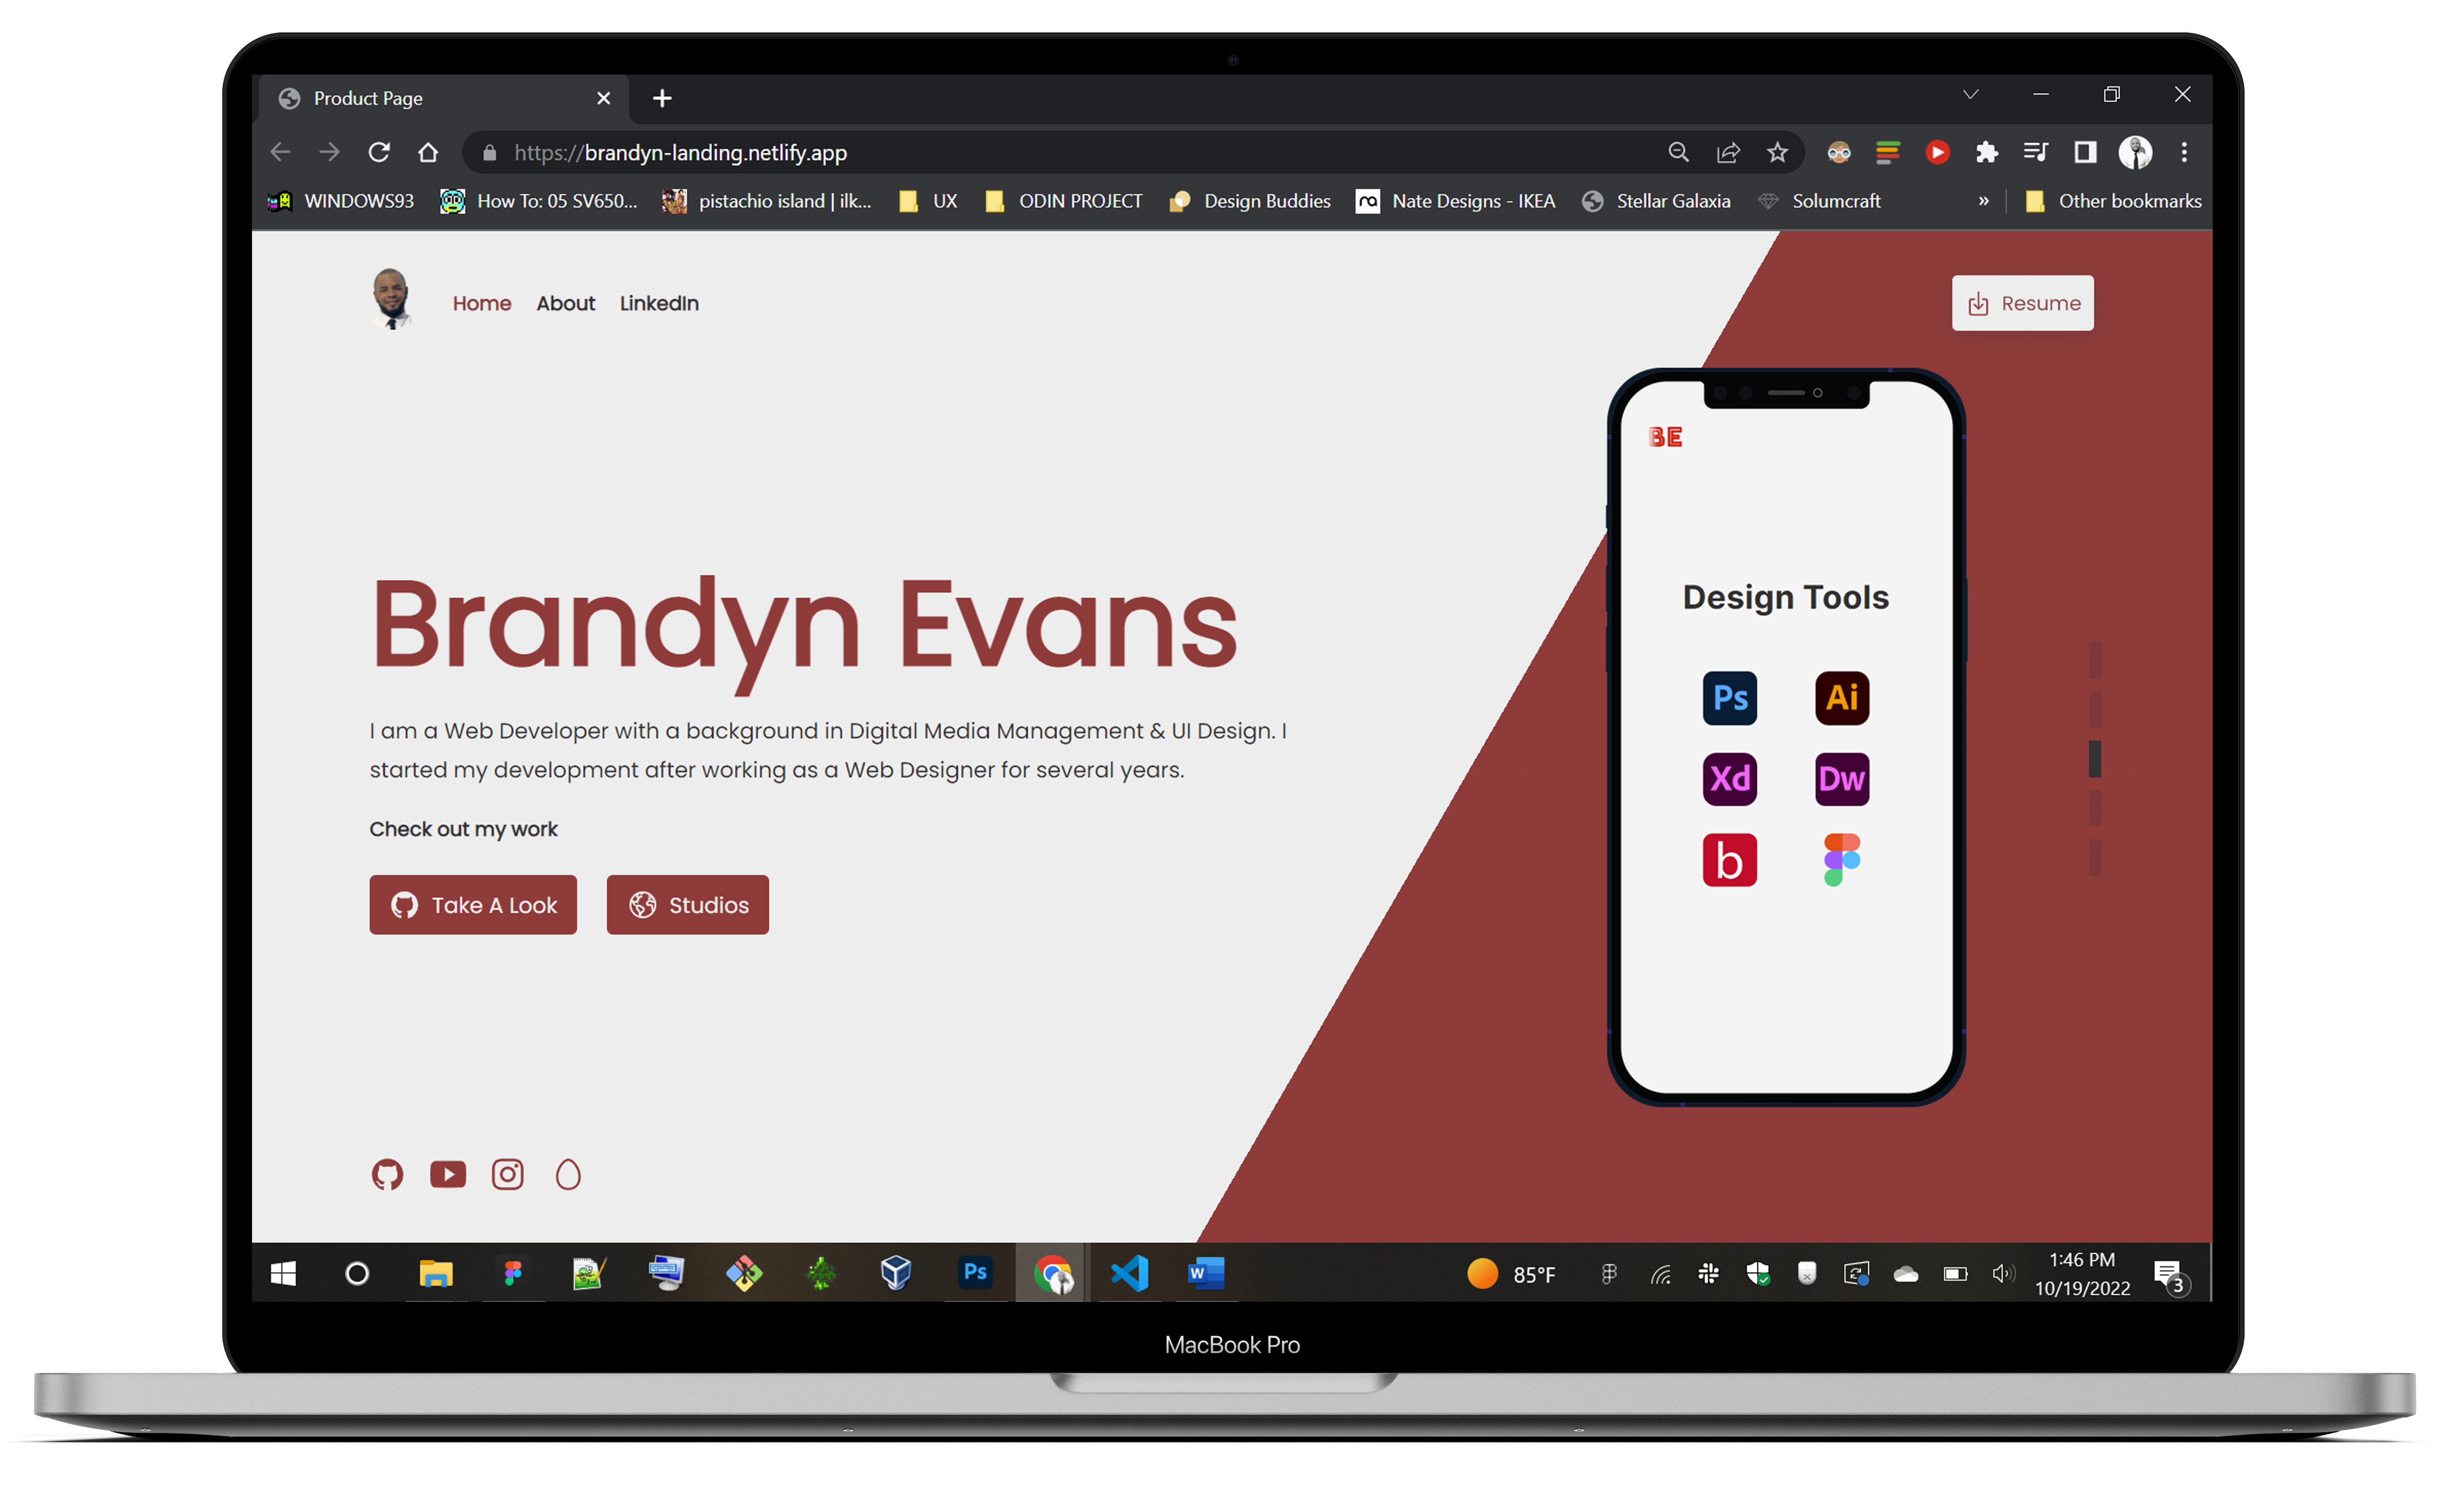 Product Page
https://brandyn-landing.netlify.app
WINDOWS93 How To: 05 SV650... pistachio island | ilk... UX ODIN PROJECT Design Buddies na Nate Designs - IKEA Stellar Galaxia Solumcraft » Other bookmarks
Home About LinkedIn
Resume
BE
Brandyn Evans
I am a Web Developer with a background in Digital Media Management & UI Design. I
started my development after working as a Web Designer for several years.
Check out my work
Take A Look Studios
Design Tools
Ps Ai
Xd Dw
b
Ps
W
85°F
1:46 PM
10/19/2022
3
MacBook Pro